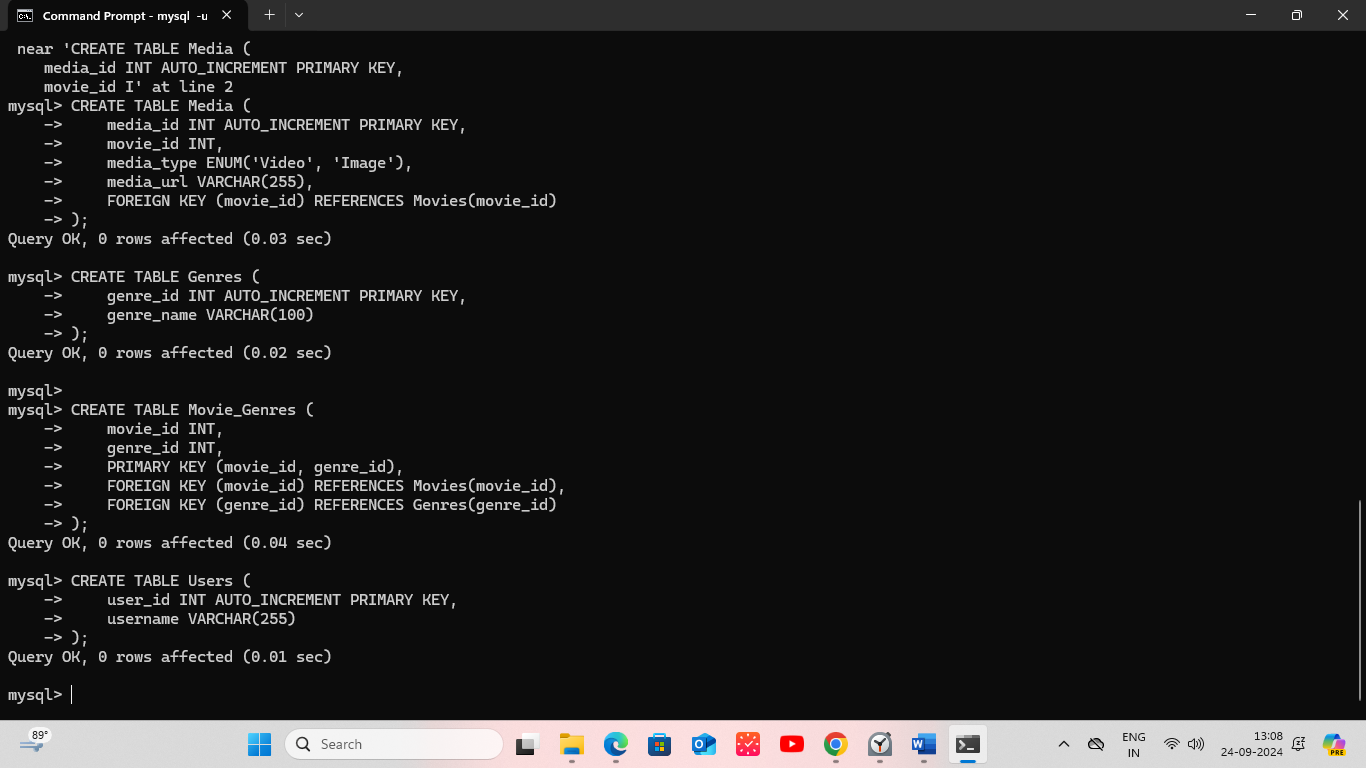 Command Prompt - mysql  -u
 near 'CREATE TABLE Media (
    media_id INT AUTO_INCREMENT PRIMARY KEY,
    movie_id I' at line 2
mysql> CREATE TABLE Media (
    ->     media_id INT AUTO_INCREMENT PRIMARY KEY,
    ->     movie_id INT,
    ->     media_type ENUM('Video', 'Image'),
    ->     media_url VARCHAR(255),
    ->     FOREIGN KEY (movie_id) REFERENCES Movies(movie_id)
    -> );
Query OK, 0 rows affected (0.03 sec)

mysql> CREATE TABLE Genres (
    ->     genre_id INT AUTO_INCREMENT PRIMARY KEY,
    ->     genre_name VARCHAR(100)
    -> );
Query OK, 0 rows affected (0.02 sec)

mysql>
mysql> CREATE TABLE Movie_Genres (
    ->     movie_id INT,
    ->     genre_id INT,
    ->     PRIMARY KEY (movie_id, genre_id),
    ->     FOREIGN KEY (movie_id) REFERENCES Movies(movie_id),
    ->     FOREIGN KEY (genre_id) REFERENCES Genres(genre_id)
    -> );
Query OK, 0 rows affected (0.04 sec)

mysql> CREATE TABLE Users (
    ->     user_id INT AUTO_INCREMENT PRIMARY KEY,
    ->     username VARCHAR(255)
    -> );
Query OK, 0 rows affected (0.01 sec)

mysql>
89°
Search
ENG
IN
13:08
24-09-2024
PRE